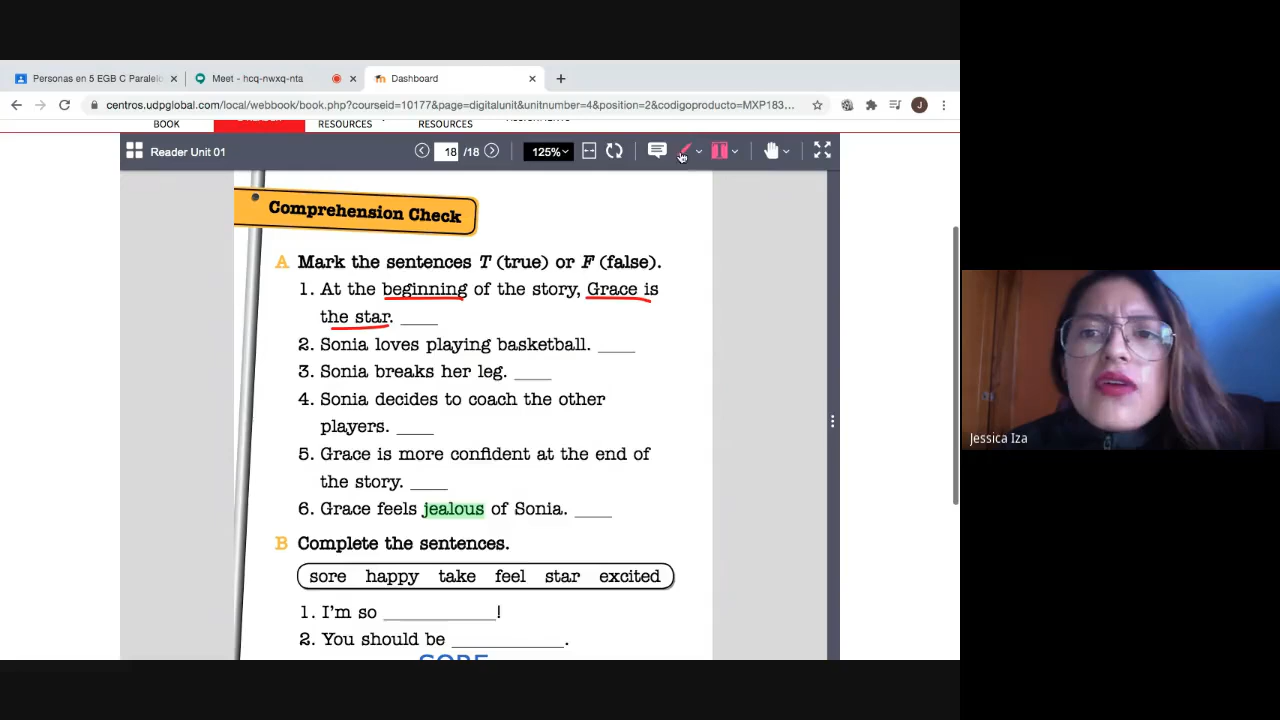 Personas en 5 EGB C Paralel
Meet - hcq-nwxq-nta
Dashboard
centros.udpglobal.com/local/webbook/book.php?courseid=10177&page=digitalunit&unitnumber=4&position=2&codigoproducto=MXP183...
J
BOOK
RESOURCES
RESOURCES
Reader Unit 01
18 /18
125%
Comprehension Check
A Mark the sentences T (true) or F (false).
1. At the beginning of the story, Grace is
the star. ____
2. Sonia loves playing basketball. ____
3. Sonia breaks her leg. ____
4. Sonia decides to coach the other
players. ____
5. Grace is more confident at the end of
the story. ____
6. Grace feels jealous of Sonia. ____
B Complete the sentences.
sore happy take feel star excited
1. I'm so ____________!
2. You should be ____________.
SORE
Jessica Iza